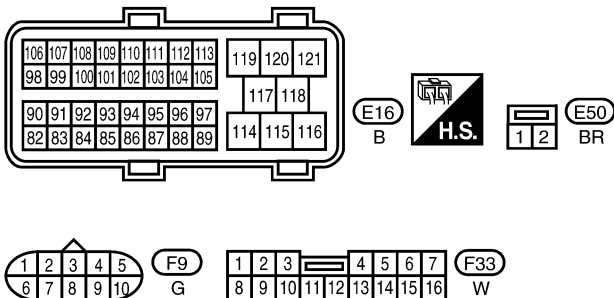 106 107 108 109 110 111 112 113
98 99 100 101 102 103 104 105
90 91 92 93 94 95 96 97
82 83 84 85 86 87 88 89
119 120 121
117 118
114 115 116
E16
B
H.S.
1 2
E50
BR
1 2 3 4 5
6 7 8 9 10
F9
G
1 2 3 4 5 6 7
8 9 10 11 12 13 14 15 16
F33
W